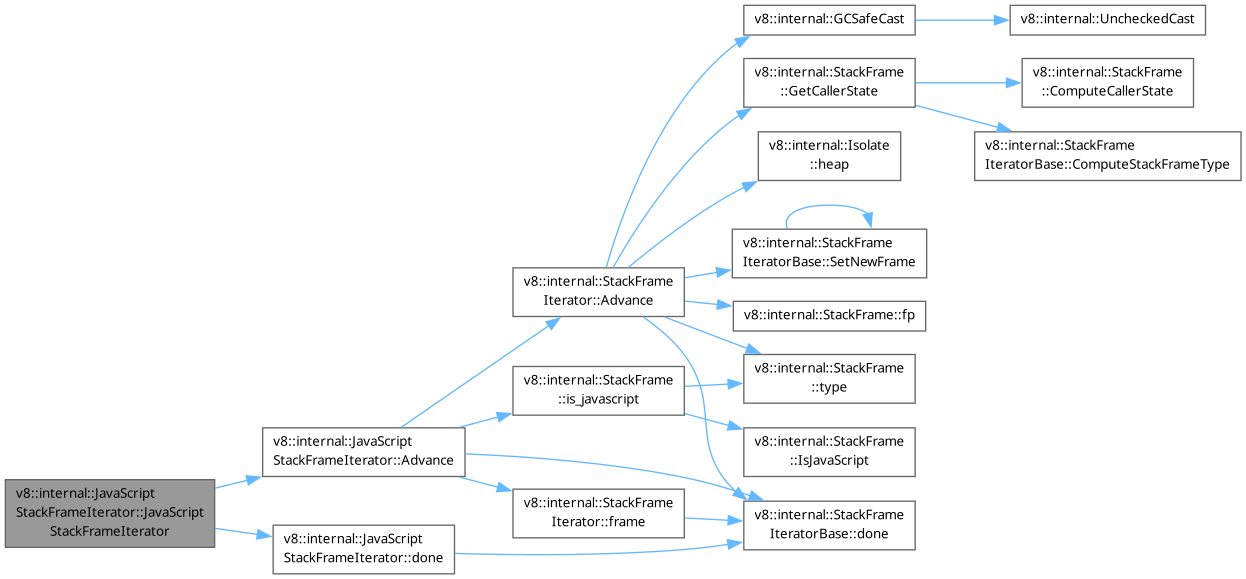 v8::internal::GCSafeCast
v8::internal::UncheckedCast
v8::internal::StackFrame
::GetCallerState
v8::internal::StackFrame
::ComputeCallerState
v8::internal::Isolate
::heap
v8::internal::StackFrame
IteratorBase::ComputeStackFrameType
v8::internal::StackFrame
IteratorBase::SetNewFrame
v8::internal::StackFrame
Iterator::Advance
v8::internal::StackFrame::fp
v8::internal::StackFrame
::type
v8::internal::StackFrame
::is_javascript
v8::internal::JavaScript
StackFrameIterator::Advance
v8::internal::StackFrame
::IsJavaScript
v8::internal::JavaScript
StackFrameIterator::JavaScript
StackFrameIterator
v8::internal::StackFrame
Iterator::frame
v8::internal::StackFrame
IteratorBase::done
v8::internal::JavaScript
StackFrameIterator::done